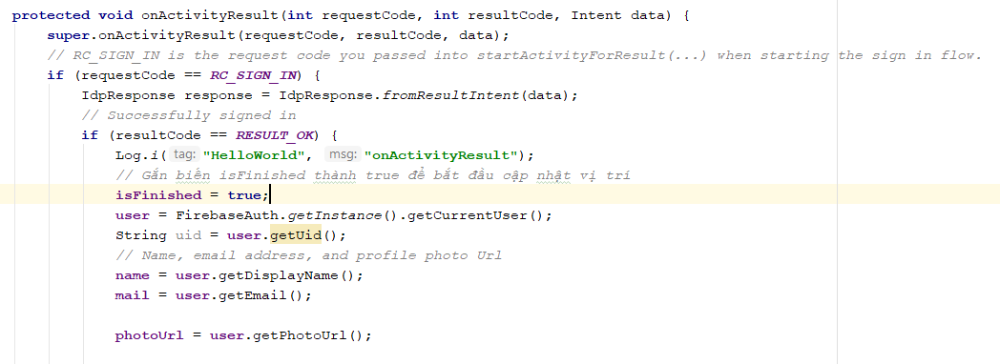 protected void onActivityResult(int requestCode, int resultCode, Intent data) {
super.onActivityResult(requestCode, resultCode, data);
// RC_SIGN_IN is the request code you passed into startActivityForResult(...) when starting the sign in flow.
if (requestCode == RC_SIGN_IN) {
IdpResponse response = IdpResponse.fromResultIntent(data);
// Successfully signed in
if (resultCode == RESULT_OK) {
Log.i( tag: "HelloWorld", msg: "onActivityResult");
// Gắn biến isFinished thành true để bắt đầu cập nhật vị trí
isFinished = true;
user = FirebaseAuth.getInstance().getCurrentUser();
String uid = user.getUid();
// Name, email address, and profile photo Url
name = user.getDisplayName();
mail = user.getEmail();
photoUrl = user.getPhotoUrl();